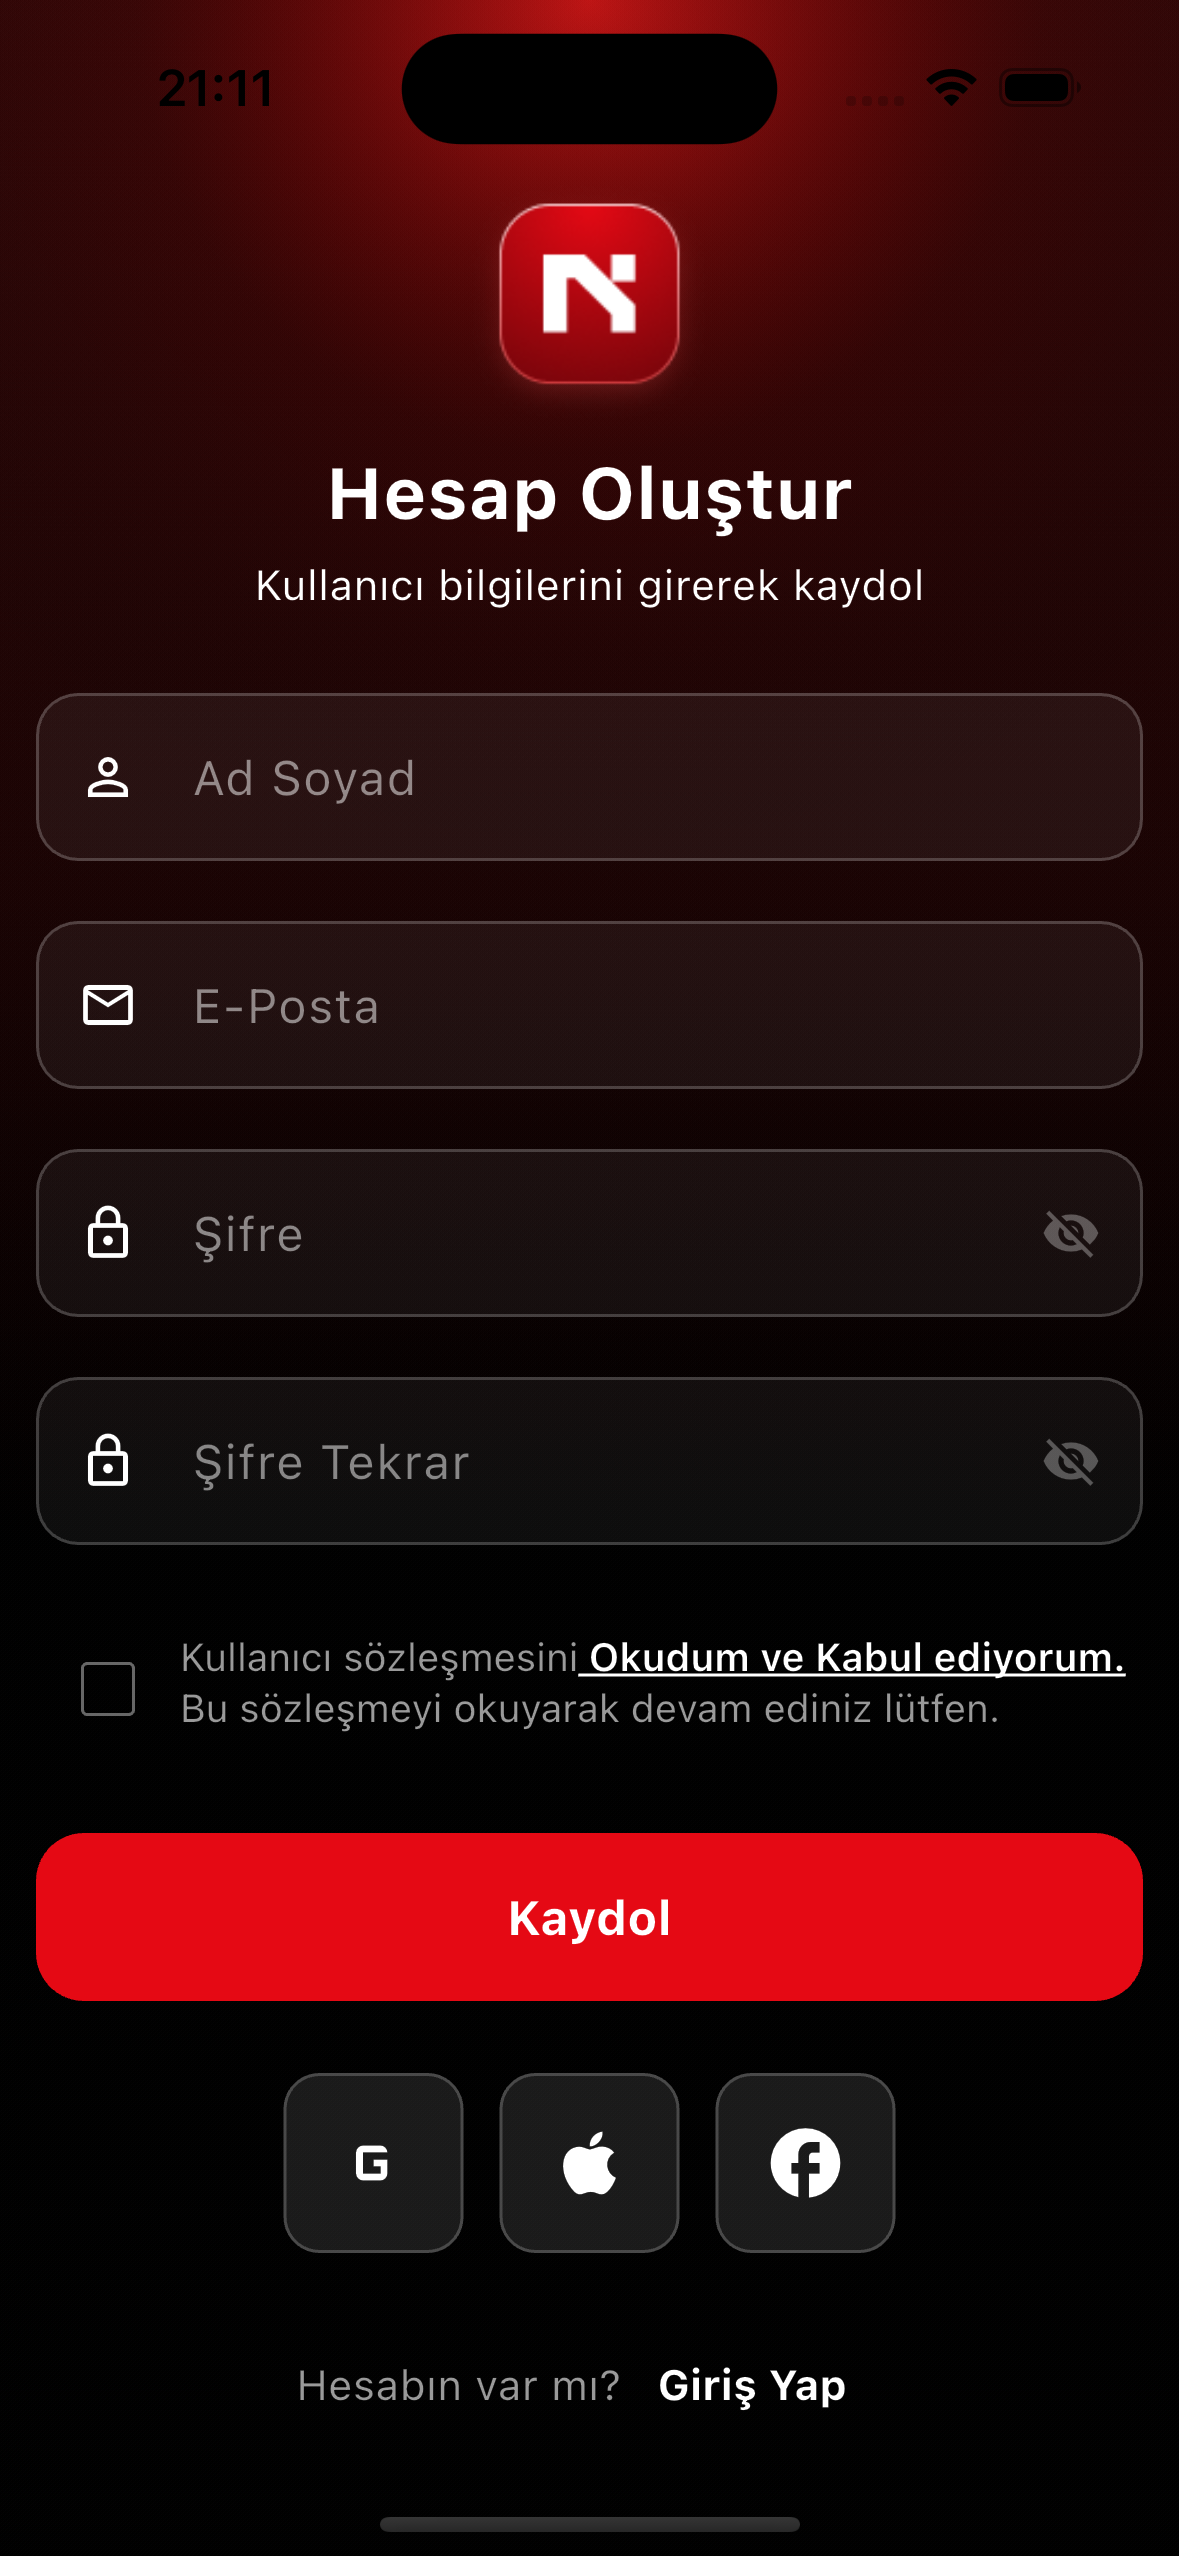 21:11
Hesap Oluştur
Kullanıcı bilgilerini girerek kaydol
Ad Soyad
E-Posta
Şifre
Şifre Tekrar
Kullanıcı sözleşmesini Okudum ve Kabul ediyorum.
Bu sözleşmeyi okuyarak devam ediniz lütfen.
Kaydol
Hesabın var mı? Giriş Yap